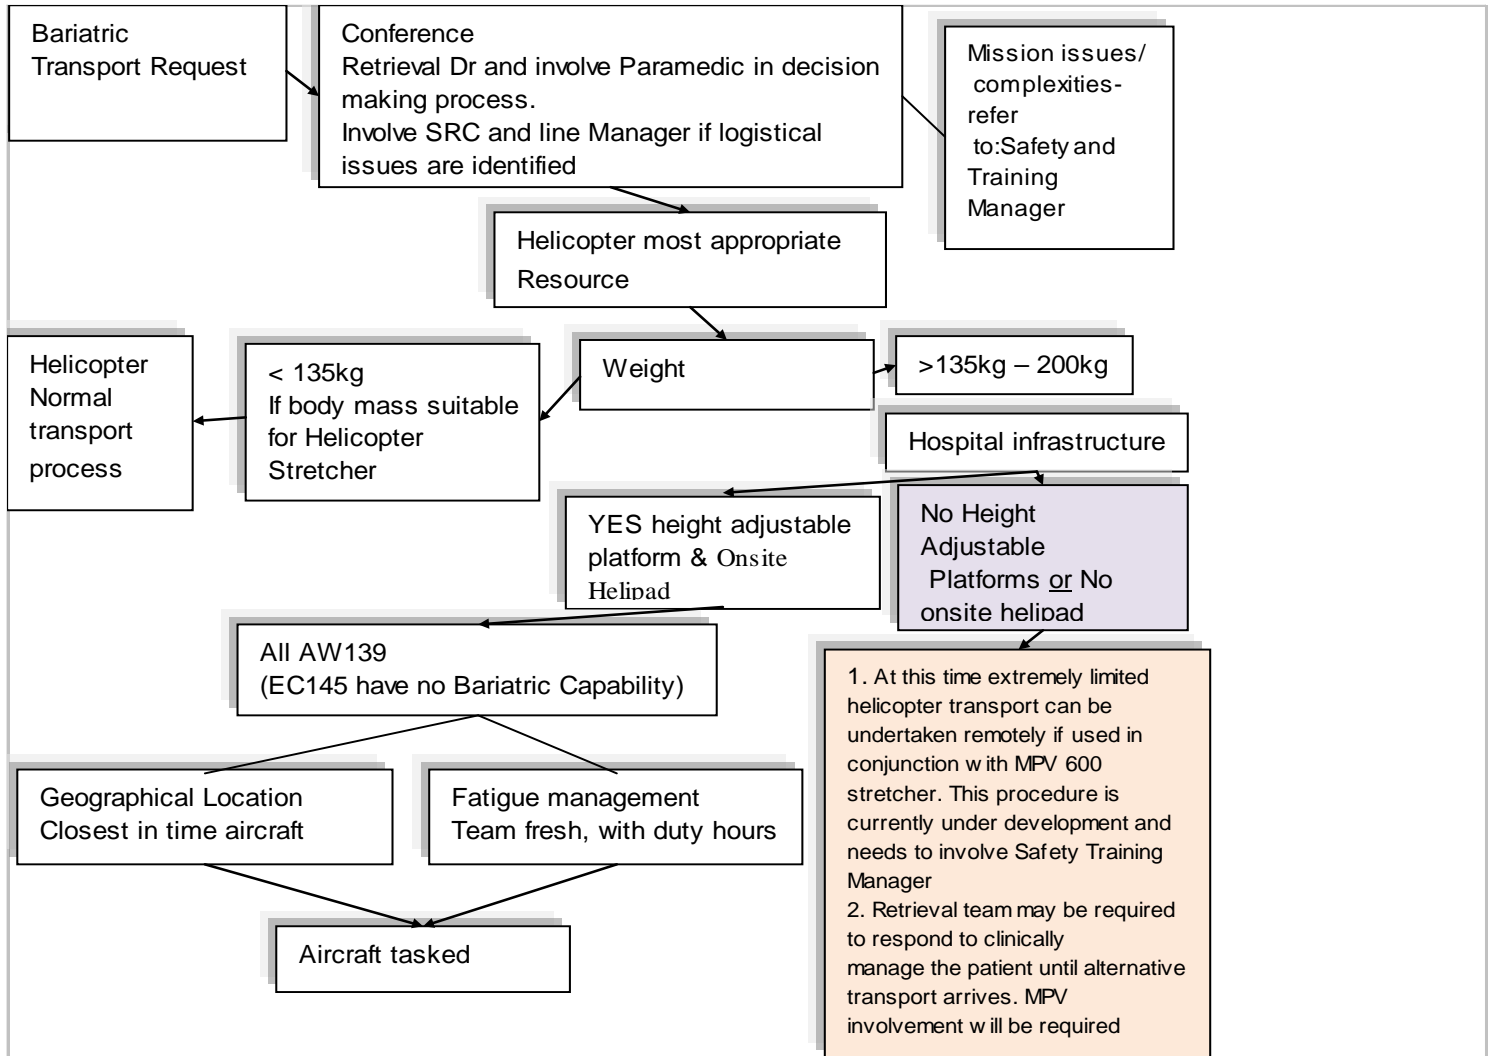 Bariatric
Transport Request
Conference
Retrieval Dr and involve Paramedic in decision
making process.
Involve SRC and line Manager if logistical
issues are identified
Mission issues/
complexities-
refer
to:Safety and
Training
Manager
Helicopter most appropriate
Resource
Helicopter
Normal
transport
process
< 135kg
If body mass suitable
for Helicopter
Stretcher
Weight
>135kg – 200kg
Hospital infrastructure
YES height adjustable
platform & Onsite
Helipad
No Height
Adjustable
Platforms or No
onsite helipad
All AW139
(EC145 have no Bariatric Capability)
Geographical Location
Closest in time aircraft
Fatigue management
Team fresh, with duty hours
Aircraft tasked
1. At this time extremely limited
helicopter transport can be
undertaken remotely if used in
conjunction with MPV 600
stretcher. This procedure is
currently under development and
needs to involve Safety Training
Manager
2. Retrieval team may be required
to respond to clinically
manage the patient until alternative
transport arrives. MPV
involvement will be required